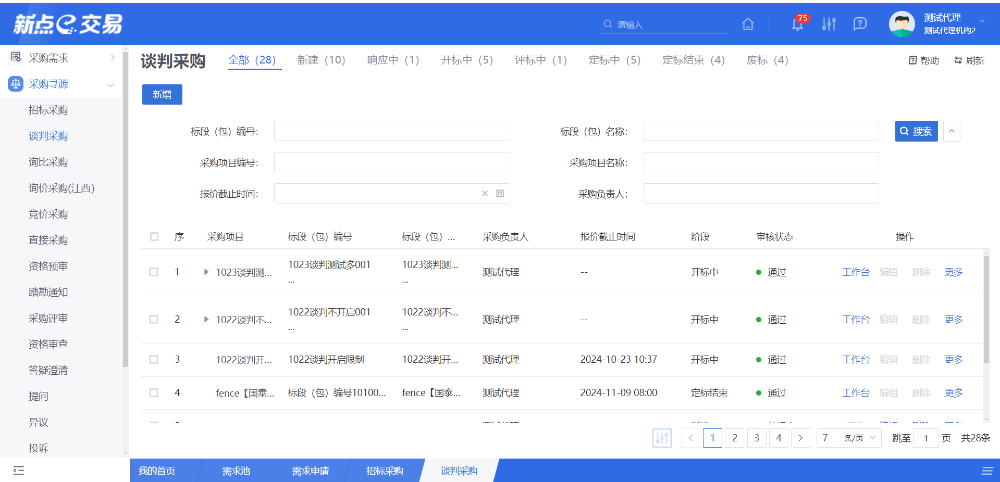 新点e交易
请输入
75
测试代理
测试代理机构2
采购需求
采购寻源
招标采购
谈判采购
询比采购
询价采购(江西)
竞价采购
直接采购
资格预审
踏勘通知
采购评审
资格审查
答疑澄清
提问
异议
投诉
谈判采购 全部（28） 新建（10） 响应中（1） 开标中（5） 评标中（1） 定标中（5） 定标结束（4） 废标（4） 帮助 刷新
新增
标段（包）编号： 标段（包）名称： 搜索
采购项目编号： 采购项目名称：
报价截止时间： 采购负责人：
序 采购项目 标段（包）编号 标段（包）... 采购负责人 报价截止时间 阶段 审核状态 操作
1 1023谈判测... 1023谈判测试多001 ... 1023谈判测... ... 测试代理 -- 开标中 通过 工作台 编辑 删除 更多
2 1022谈判不... 1022谈判不开启001 ... 1022谈判不... ... 测试代理 -- 开标中 通过 工作台 编辑 删除 更多
3 1022谈判开... 1022谈判开启限制 1022谈判开... 测试代理 2024-10-23 10:37 开标中 通过 工作台 编辑 删除 更多
4 fence【国泰... 标段（包）编号10100... fence【国泰... 测试代理 2024-11-09 08:00 定标结束 通过 工作台 编辑 删除 更多
1 2 3 4 7 条/页 跳至 1 页 共28条
我的首页 需求池 需求申请 招标采购 谈判采购